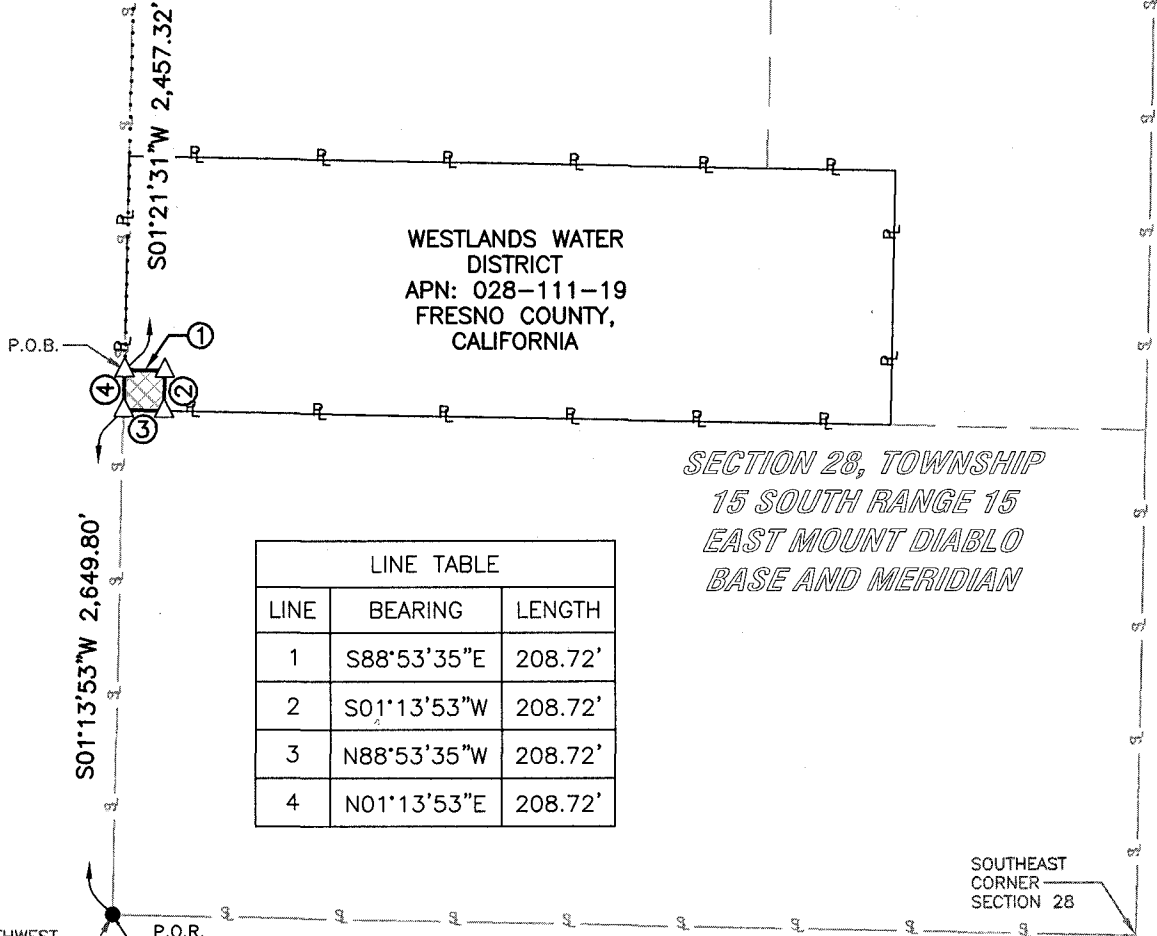 S01°21'31"W 2,457.32'
WESTLANDS WATER
DISTRICT
APN: 028-111-19
FRESNO COUNTY,
CALIFORNIA
P.O.B.
1
2
3
4
SECTION 28, TOWNSHIP
15 SOUTH RANGE 15
EAST MOUNT DIABLO
BASE AND MERIDIAN
S01°13'53"W 2,649.80'
LINE TABLE
LINE BEARING LENGTH
1 S88°53'35"E 208.72'
2 S01°13'53"W 208.72'
3 N88°53'35"W 208.72'
4 N01°13'53"E 208.72'
SOUTHEAST
CORNER
SECTION 28
P.O.R.